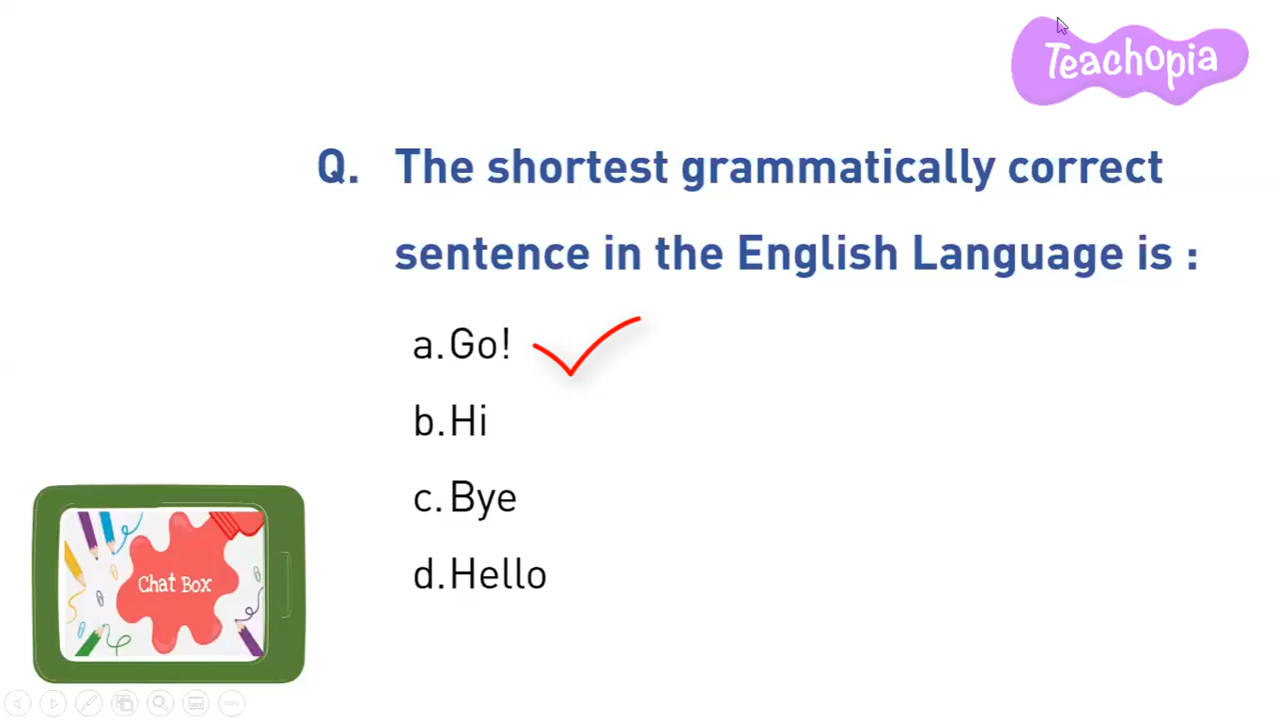 Teachopia
Q. The shortest grammatically correct
sentence in the English Language is :
a.Go!
b.Hi
c.Bye
d.Hello
Chat Box